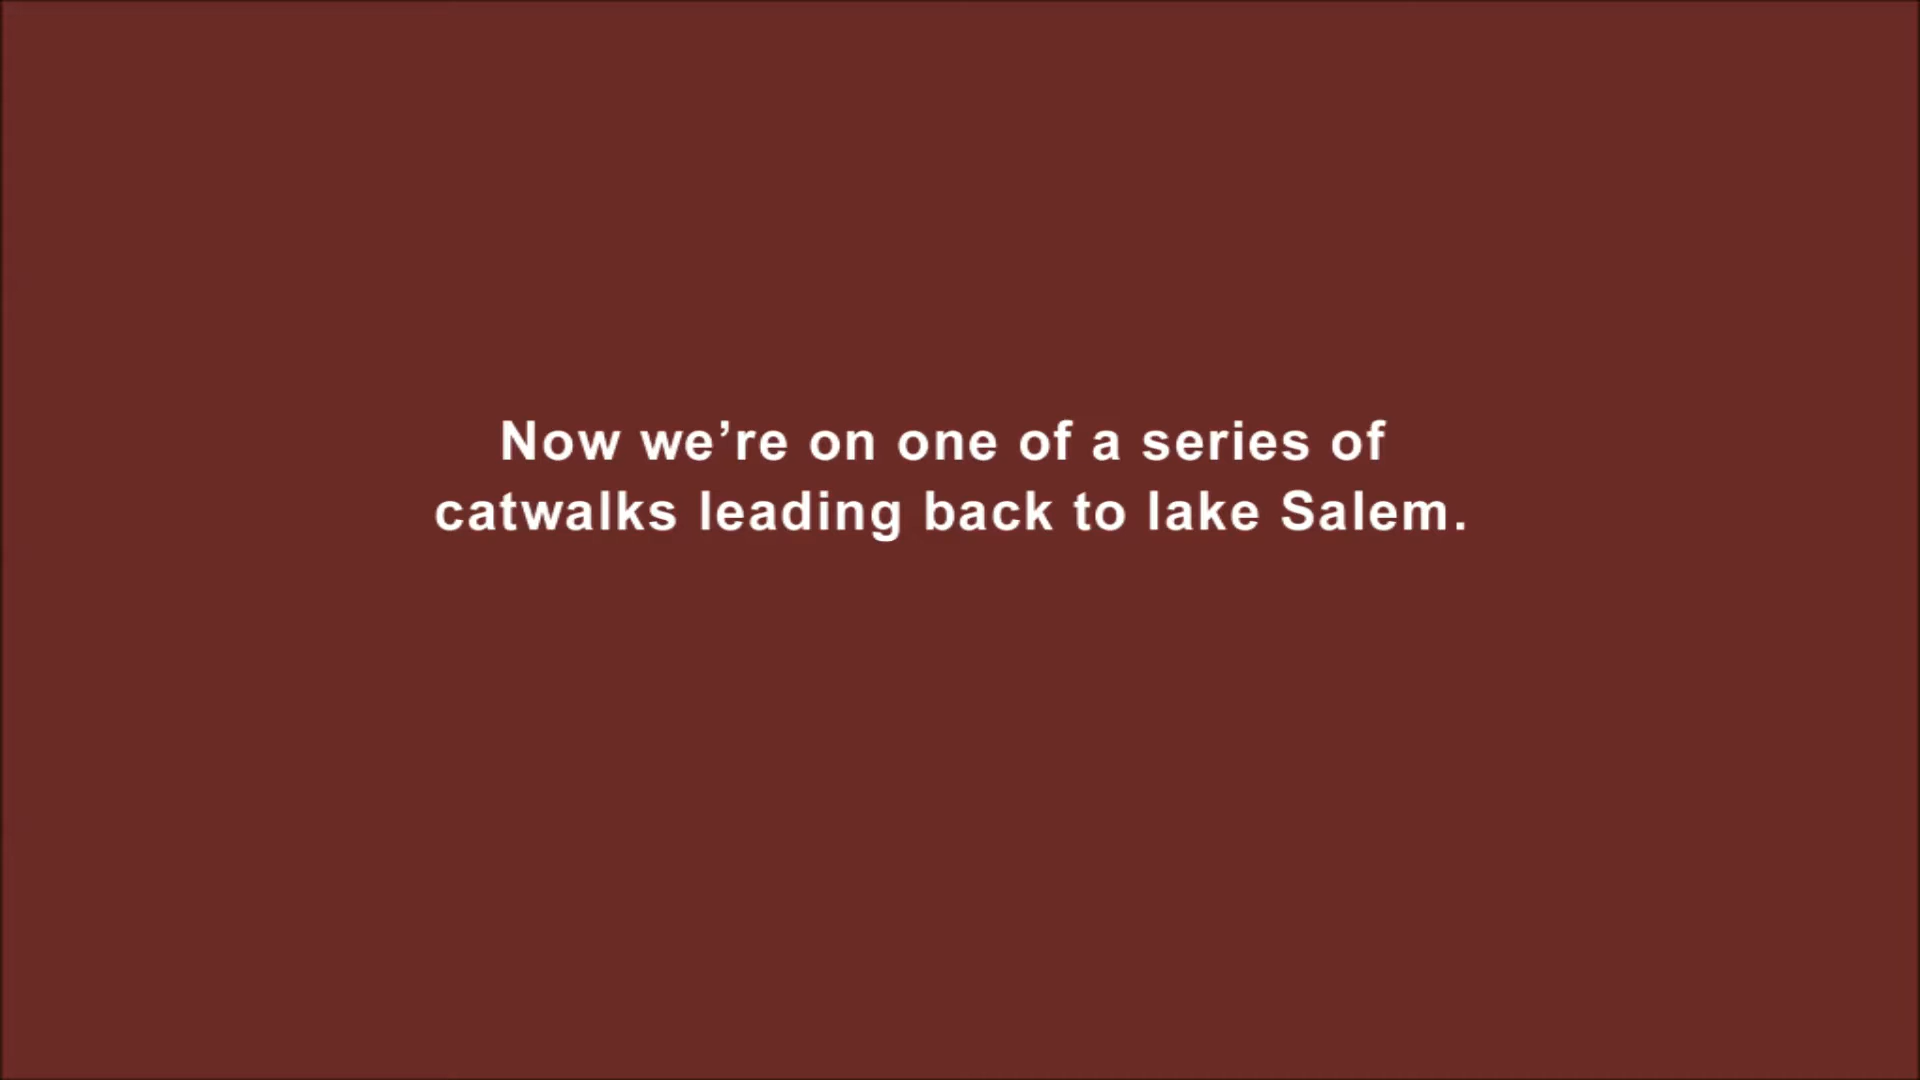 Now we’re on one of a series of
catwalks leading back to lake Salem.